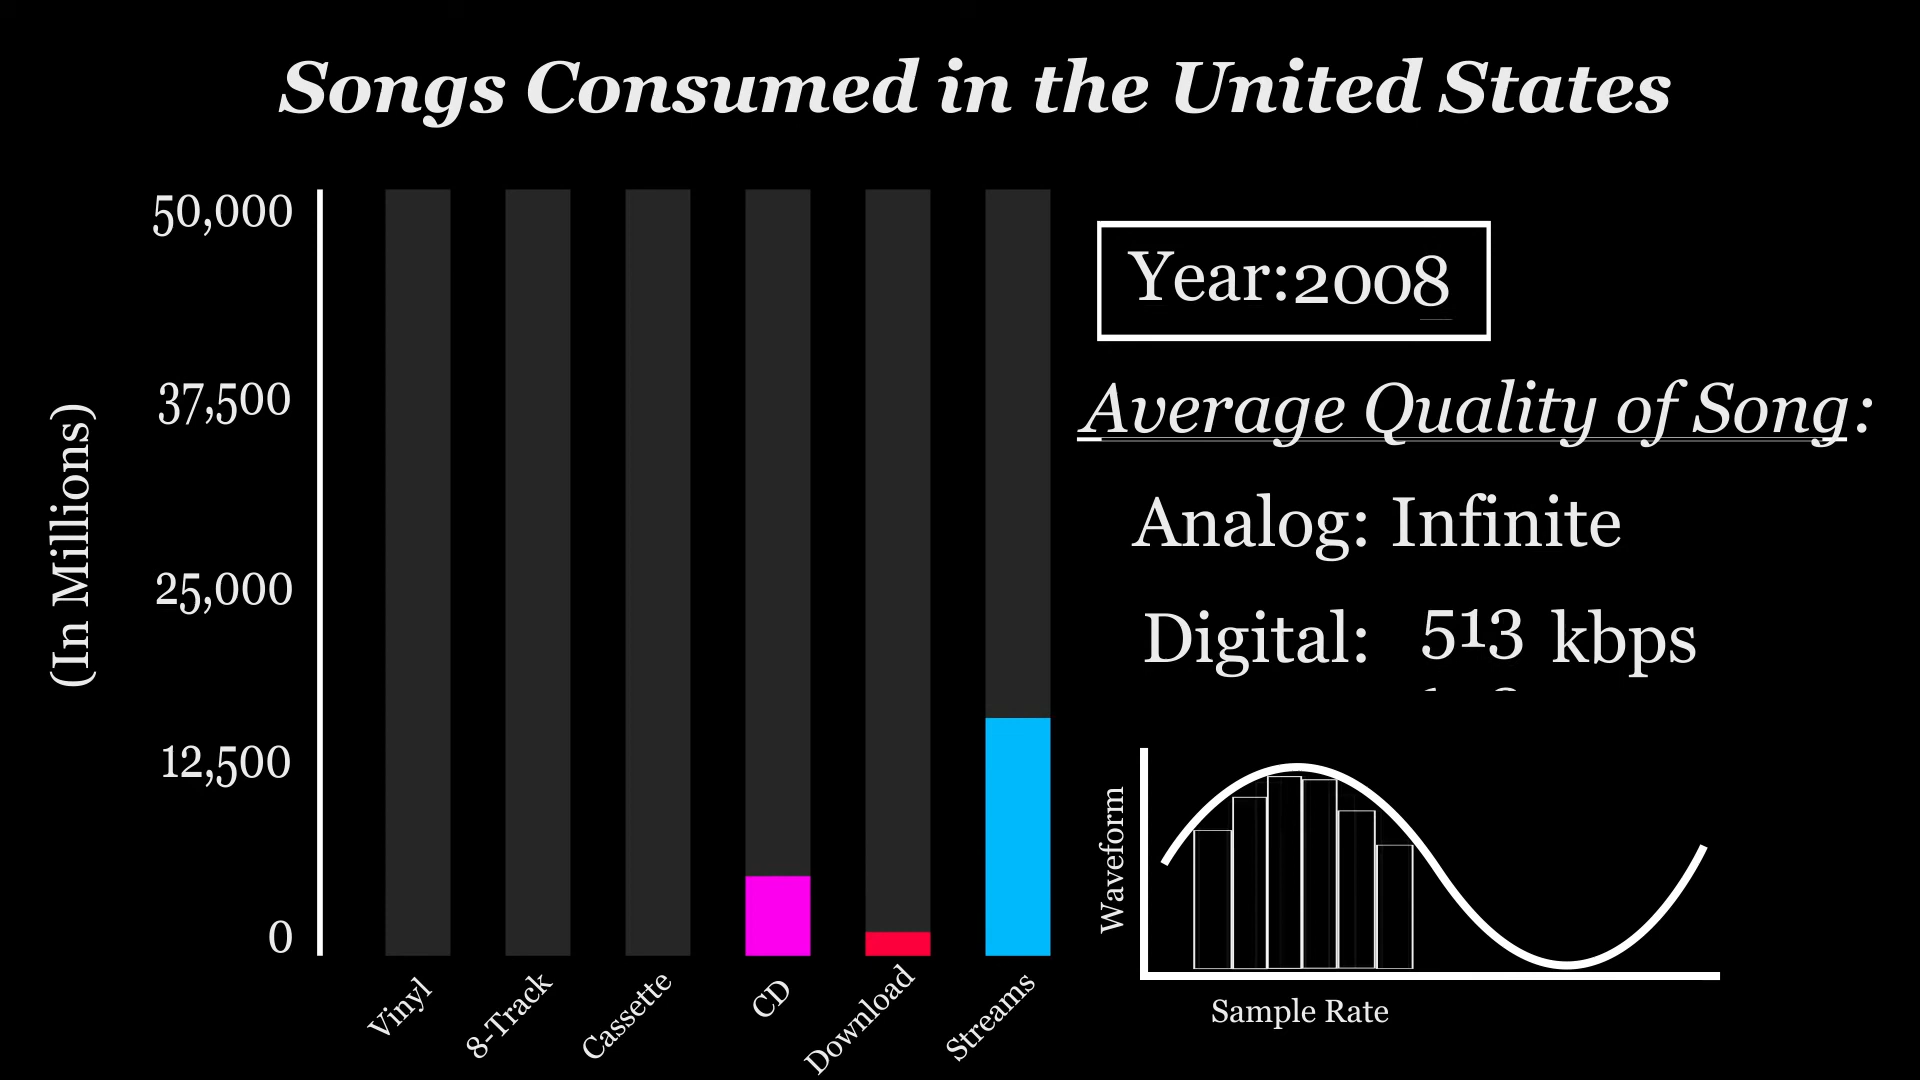 Songs Consumed in the United States
50,000
37,500
25,000
12,500
0
(In Millions)
Vinyl
8-Track
Cassette
CD
Download
Streams
Year:2008
Average Quality of Song:
Analog: Infinite
Digital: 513 kbps
Waveform
Sample Rate